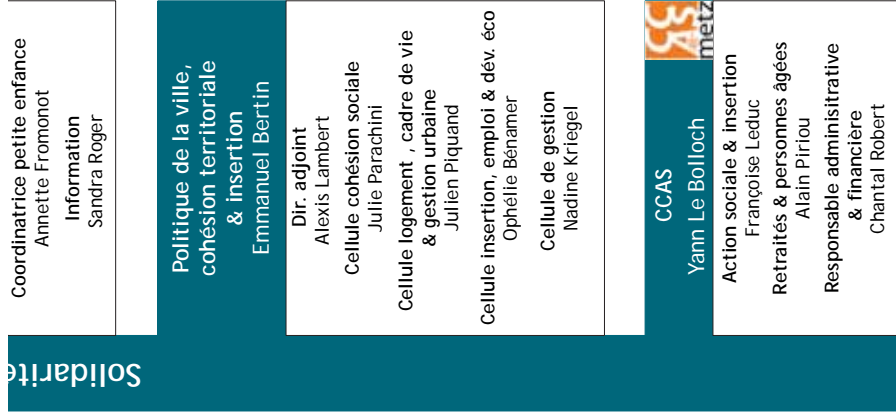 Coordinatrice petite enfance
Annette Fromonot
Information
Sandra Roger
Politique de la ville,
cohésion territoriale
& insertion
Emmanuel Bertin
Dir. adjoint
Alexis Lambert
Cellule cohésion sociale
Julie Parachini
Cellule logement , cadre de vie
& gestion urbaine
Julien Piquand
Cellule insertion, emploi & dév. éco
Ophélie Bénamer
Cellule de gestion
Nadine Kriegel
CCAS
metz
CCAS
Yann Le Bolloch
Action sociale & insertion
Françoise Leduc
Retraités & personnes âgées
Alain Piriou
Responsable adminisitrative
& financière
Chantal Robert
Solidarité